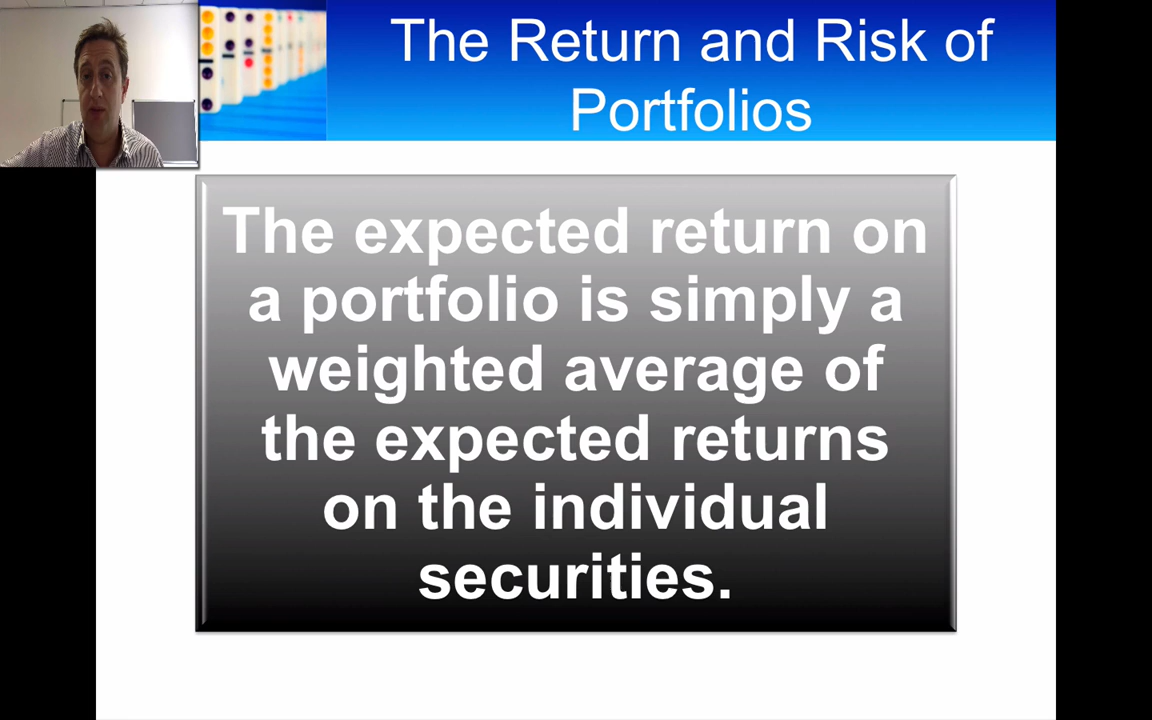 The Return and Risk of
Portfolios
The expected return on
a portfolio is simply a
weighted average of
the expected returns
on the individual
securities.